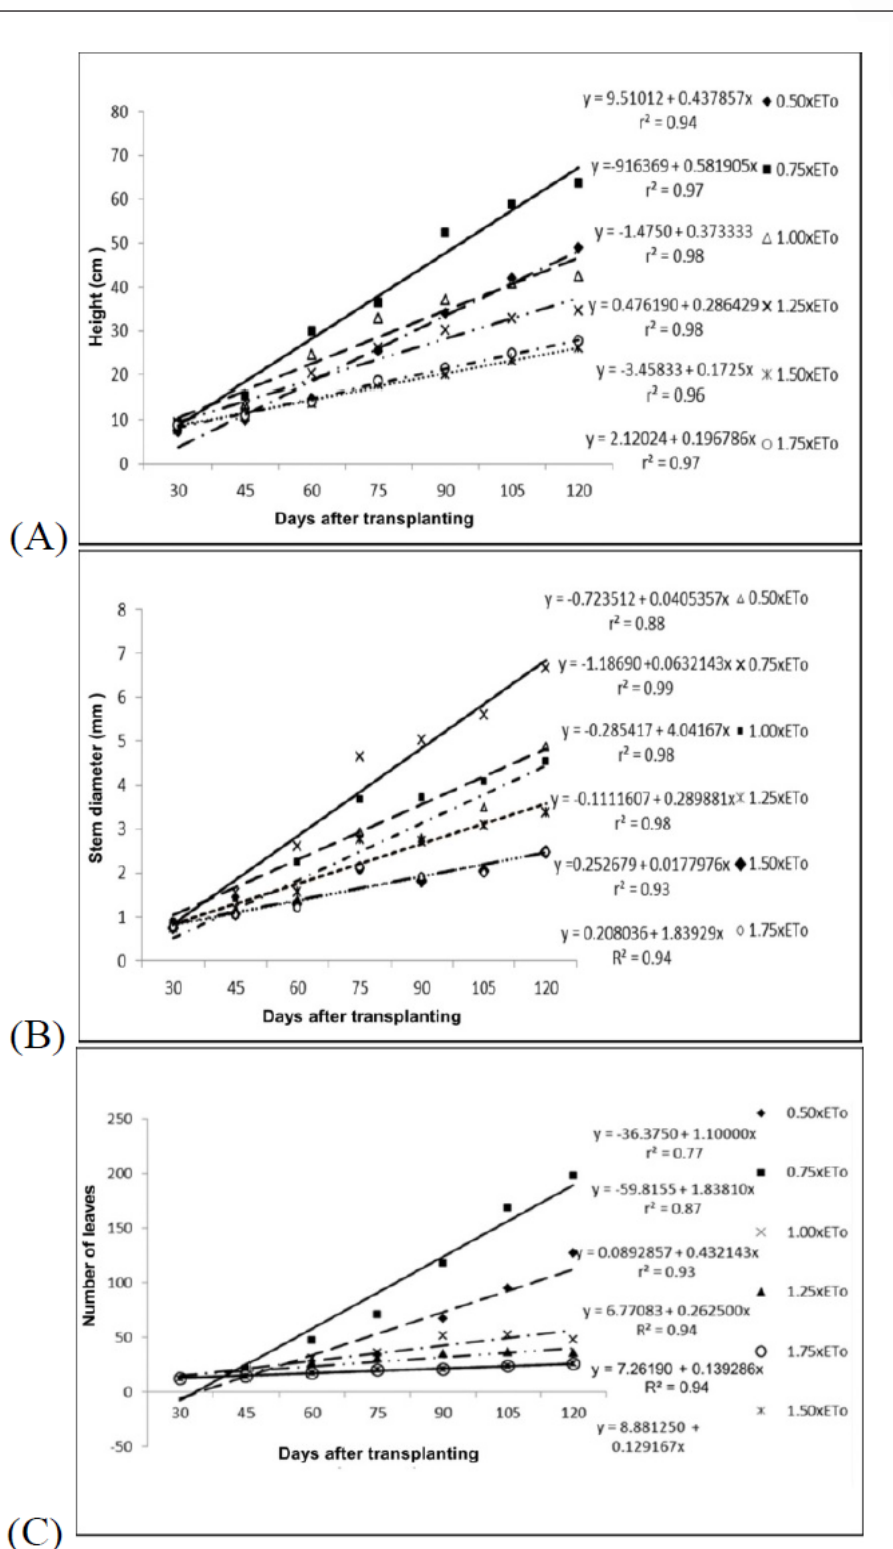 80
70
60
50
40
30
20
10
0
Height (cm )
30 45 60 75 90 105 120
Days after transplanting
y = 9.51012 + 0.437857x 0.50xETo
r² = 0.94
y =-916369 + 0.581905x 0.75xETo
r² = 0.97
y = -1.4750 + 0.373333 1.00xETo
r² = 0.98
y = 0.476190 + 0.286429 1.25xETo
r² = 0.98
y = -3.45833 + 0.1725x 1.50xETo
r² = 0.96
y = 2.12024 + 0.196786x 1.75xETo
r² = 0.97
(A)
8
7
6
5
4
3
2
1
0
Stem diameter (mm )
30 45 60 75 90 105 120
Days after transplanting
y = -0.723512 + 0.0405357x 0.50xETo
r² = 0.88
y = -1.18690 +0.0632143x 0.75xETo
r² = 0.99
y = -0.285417 + 4.04167x 1.00xETo
r² = 0.98
y = -0.1111607 + 0.289881x 1.25xETo
r² = 0.98
y =0.252679 + 0.0177976x 1.50xETo
r² = 0.93
y = 0.208036 + 1.83929x 1.75xETo
R² = 0.94
(B)
250
200
150
100
50
0
-50
Number of leaves
30 45 60 75 90 105 120
Days after transplanting
0.50xETo
y = -36.3750 + 1.10000x
r² = 0.77
0.75xETo
y = -59.8155 + 1.83810x
r² = 0.87
1.00xETo
y = 0.0892857 + 0.432143x
r² = 0.93
1.25xETo
y = 6.77083 + 0.262500x
R² = 0.94
1.75xETo
y = 7.26190 + 0.139286x
R² = 0.94
1.50xETo
y = 8.881250 +
0.129167x
(C)